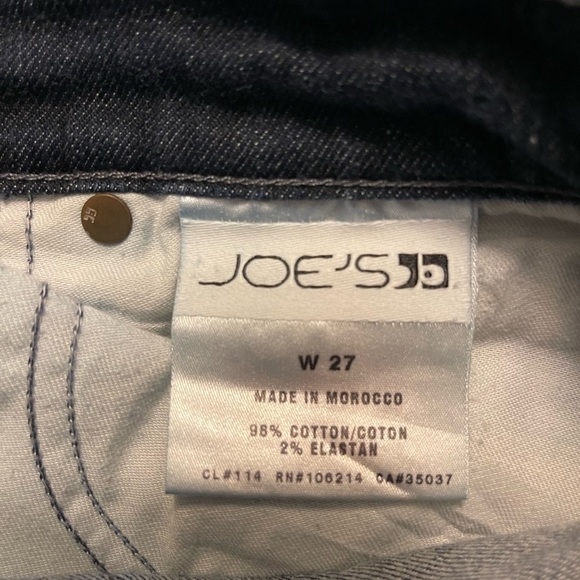 JOE'S
W 27
MADE IN MOROCCO
98% COTTON/COTON
2% ELASTAN
CL#114 RN#106214 CA#35037